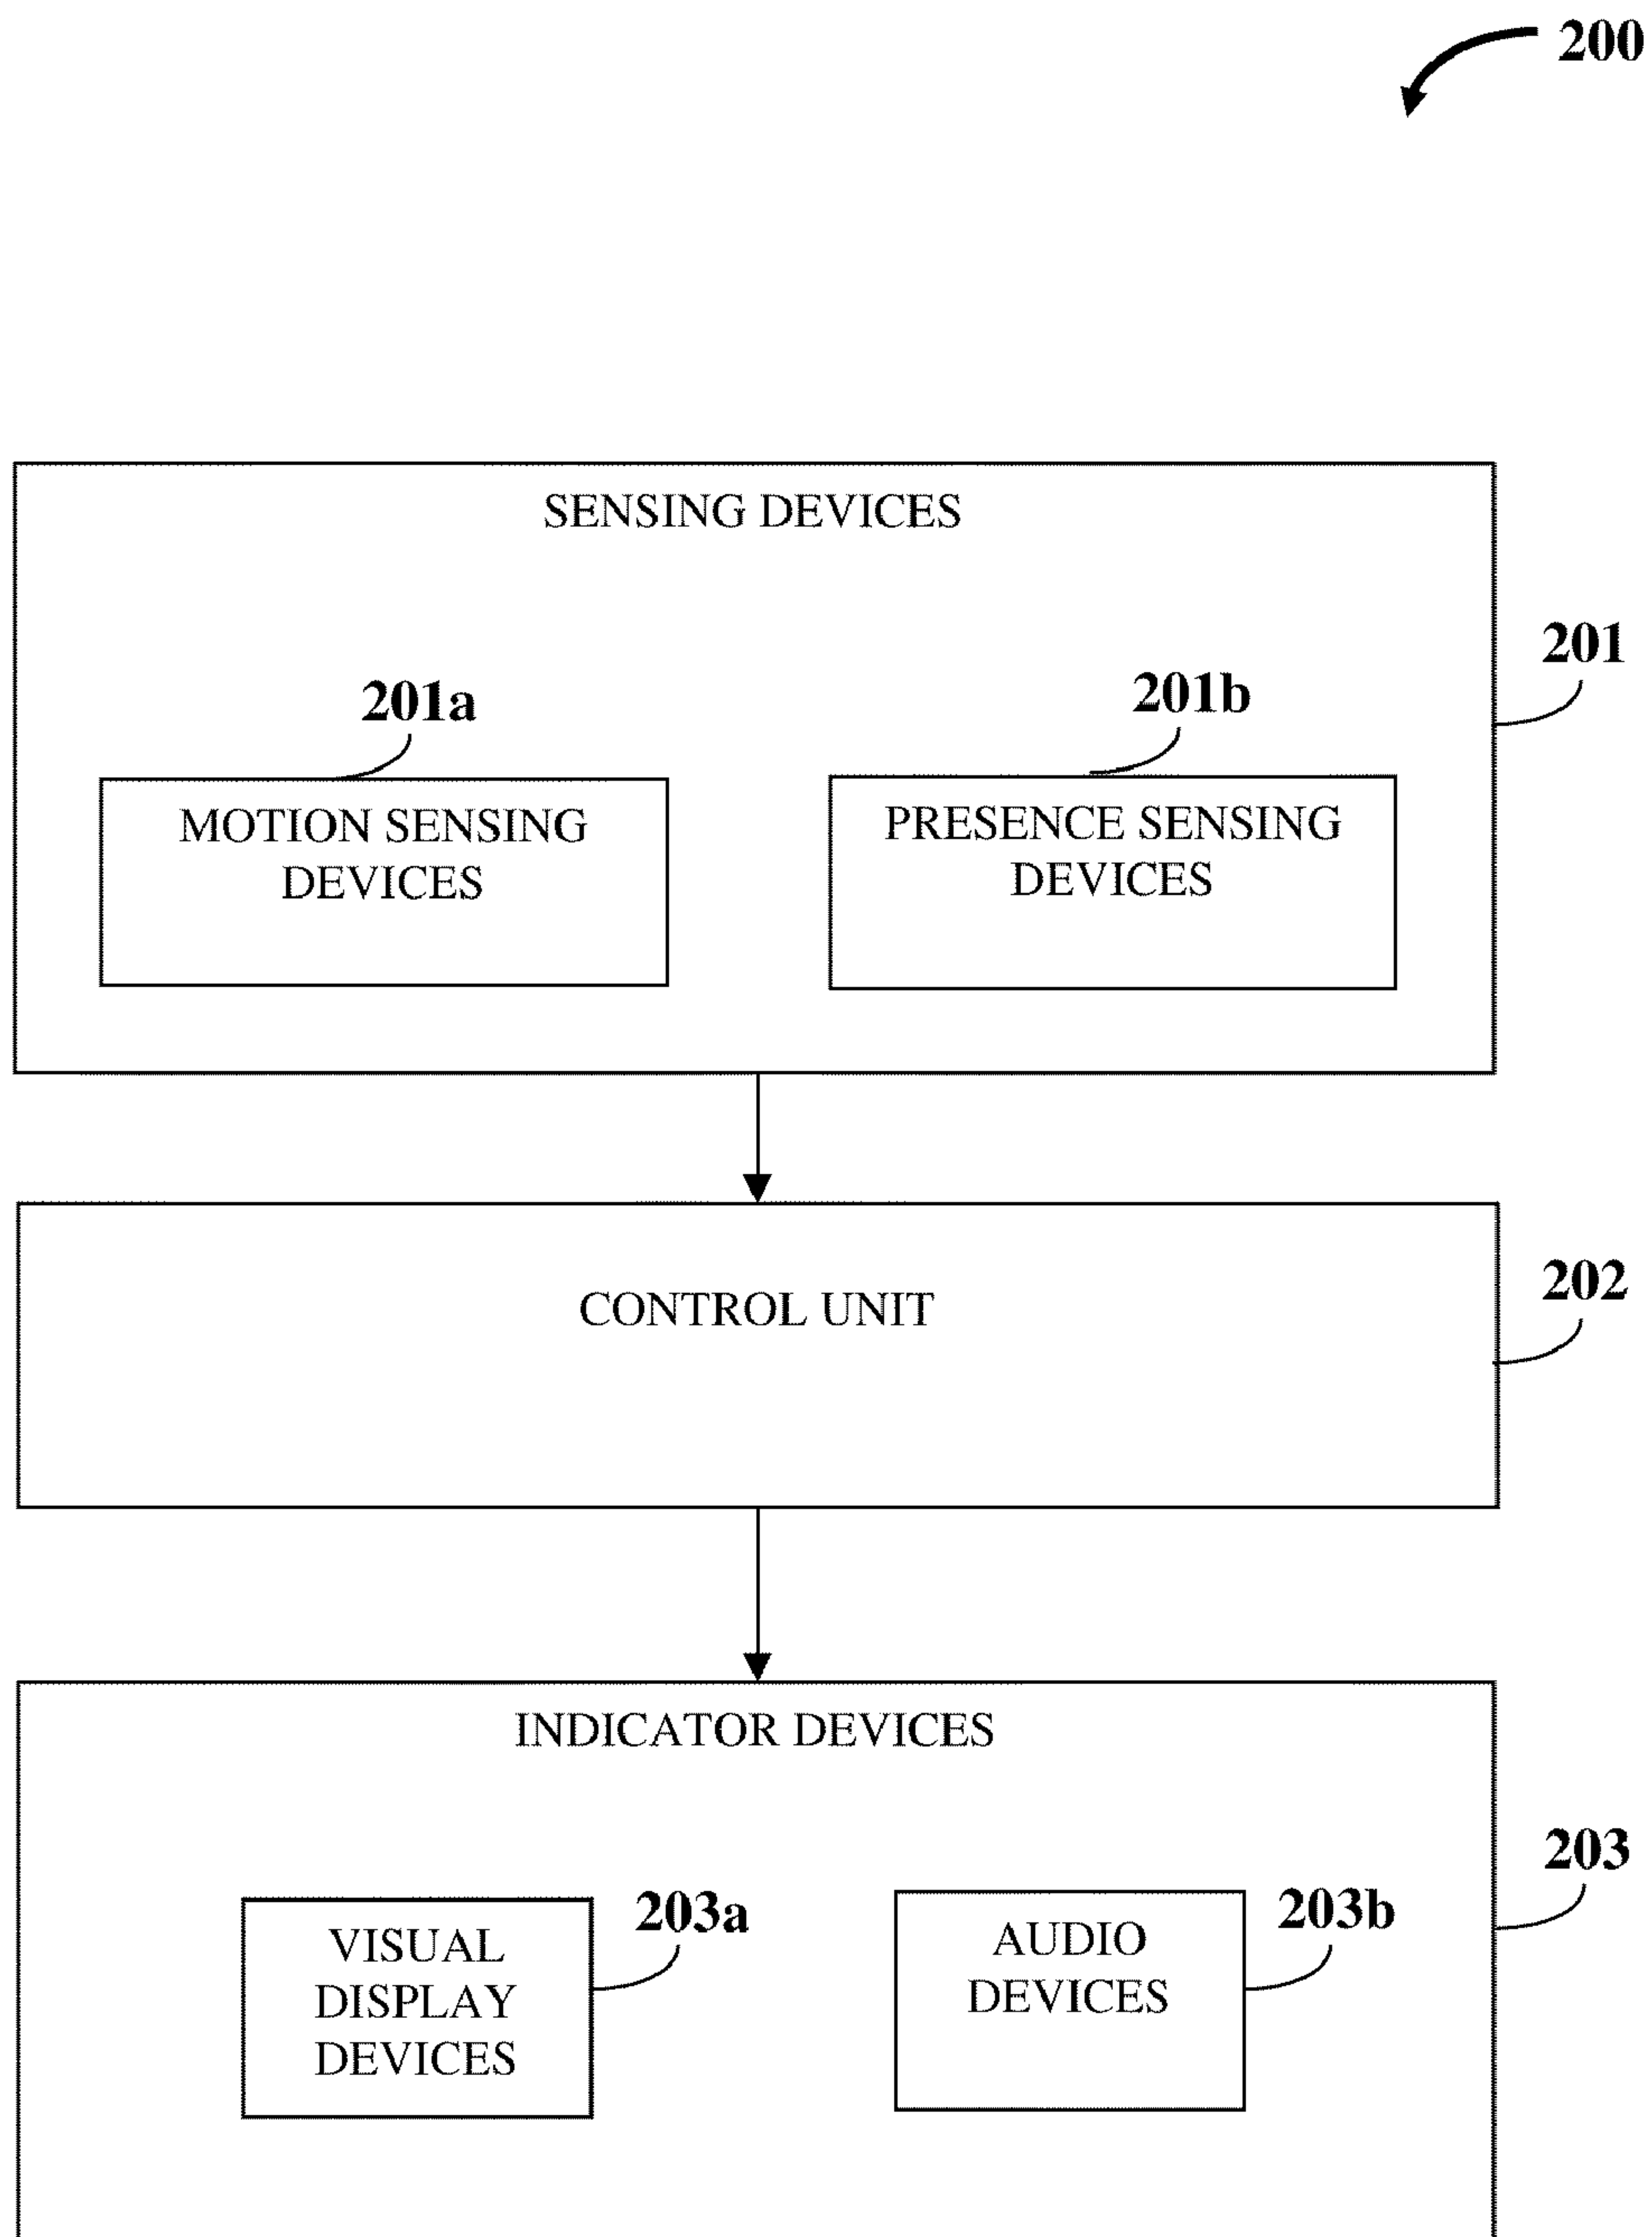 200
SENSING DEVICES
201
201a
201b
MOTION SENSING
DEVICES
PRESENCE SENSING
DEVICES
CONTROL UNIT
202
INDICATOR DEVICES
203
203a
203b
VISUAL
DISPLAY
DEVICES
AUDIO
DEVICES